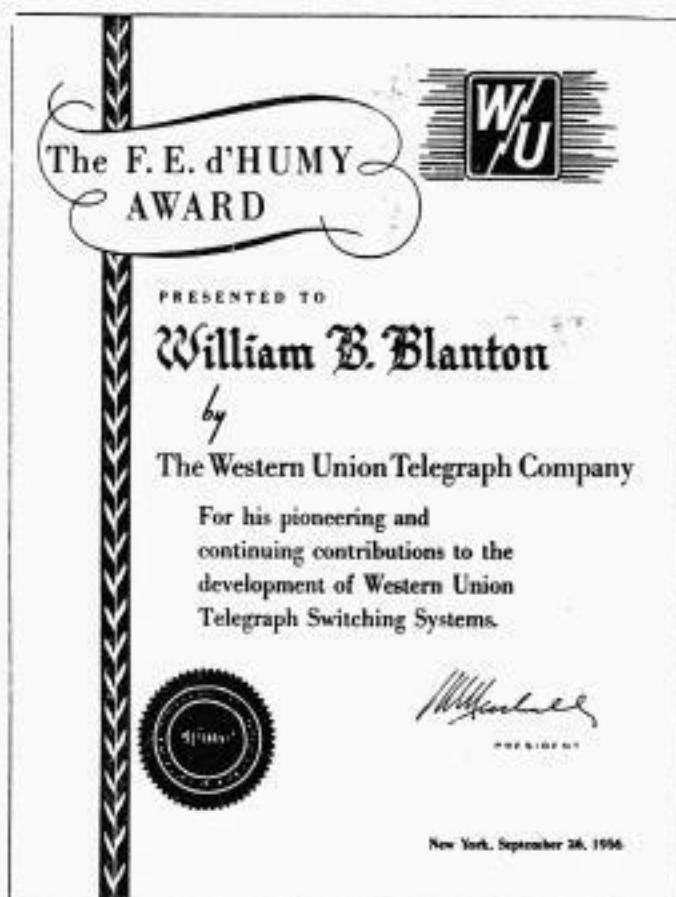 The F. E. d'HUMY
AWARD
W/U
PRESENTED TO
William B. Blanton
by
The Western Union Telegraph Company
For his pioneering and
continuing contributions to the
development of Western Union
Telegraph Switching Systems.
PRESIDENT
New York, September 26, 1956